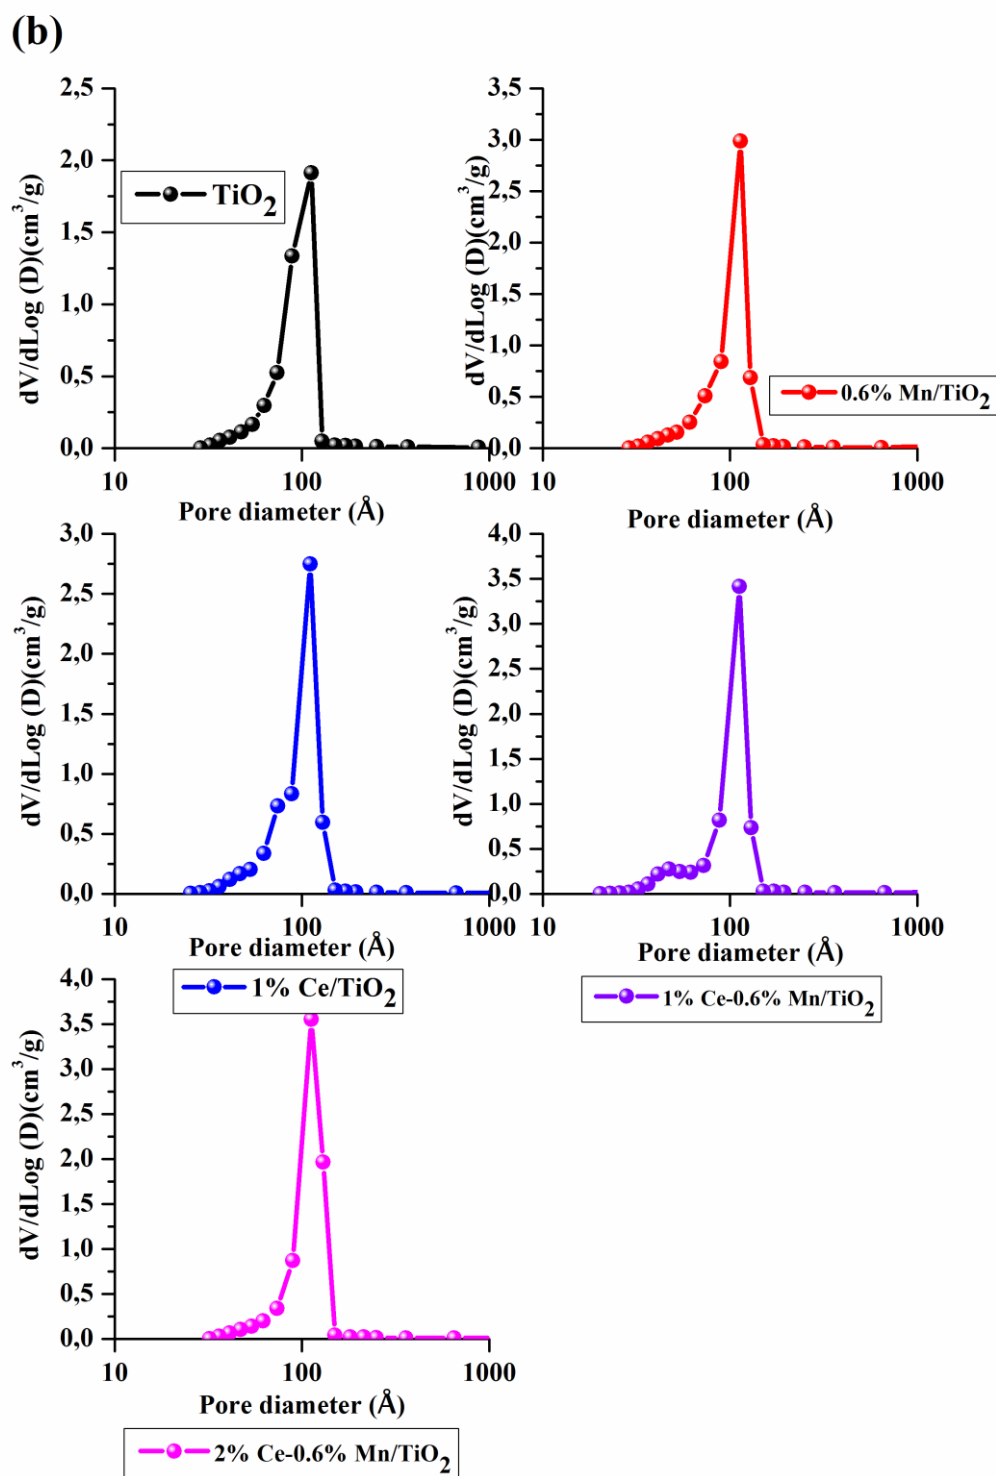 (b)
2,5
2,0
1,5
1,0
0,5
0,0
dV/dLog (D)(cm³/g)
TiO₂
10 100 1000
Pore diameter (Å)
3,5
3,0
2,5
2,0
1,5
1,0
0,5
0,0
dV/dLog (D)(cm³/g)
0.6% Mn/TiO₂
10 100 1000
Pore diameter (Å)
3,0
2,5
2,0
1,5
1,0
0,5
0,0
dV/dLog (D)(cm³/g)
10 100 1000
Pore diameter (Å)
1% Ce/TiO₂
4,0
3,5
3,0
2,5
2,0
1,5
1,0
0,5
0,0
dV/dLog (D)(cm³/g)
10 100 1000
Pore diameter (Å)
1% Ce-0.6% Mn/TiO₂
4,0
3,5
3,0
2,5
2,0
1,5
1,0
0,5
0,0
dV/dLog (D)(cm³/g)
10 100 1000
Pore diameter (Å)
2% Ce-0.6% Mn/TiO₂